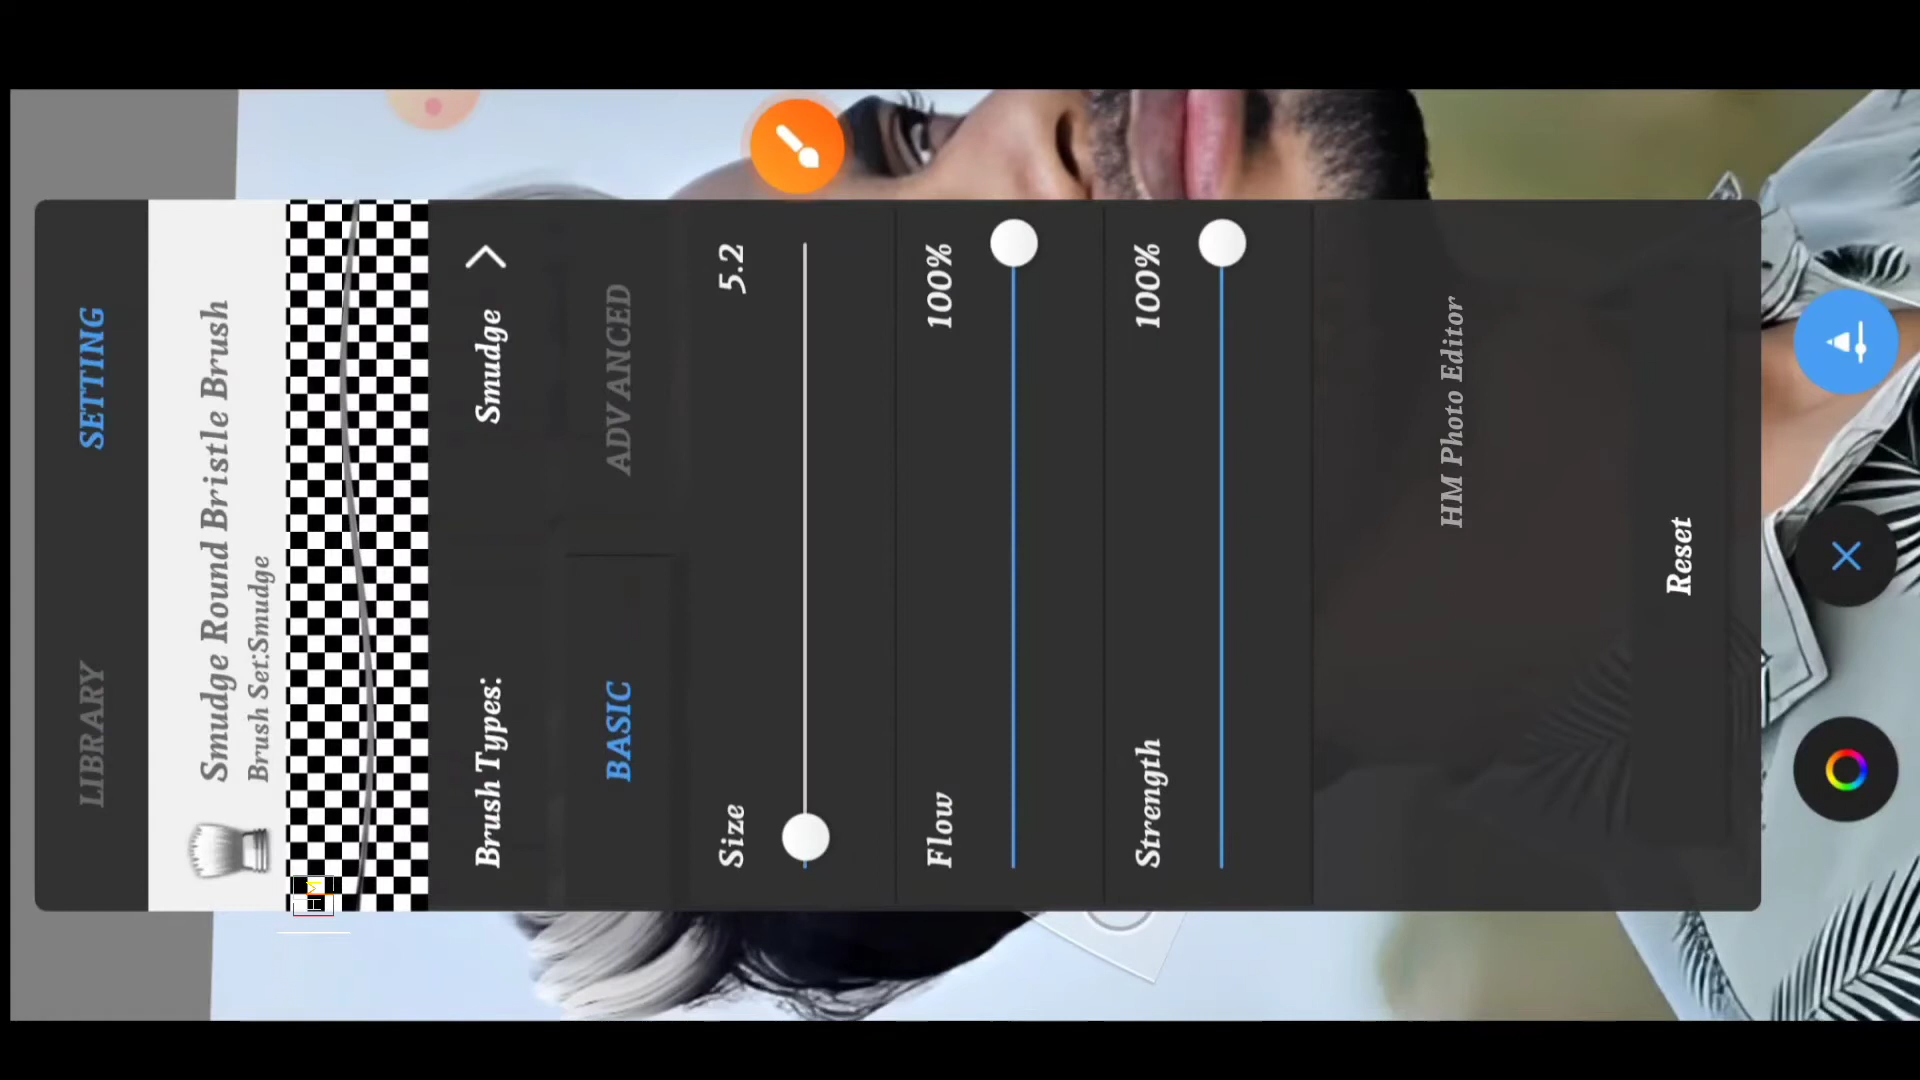 LIBRARY SETTING
Smudge Round Bristle Brush
Brush Set:Smudge
HM
Brush Types: Smudge
BASIC ADVANCED
Size 5.2
Flow 100%
Strength 100%
HM Photo Editor
Reset